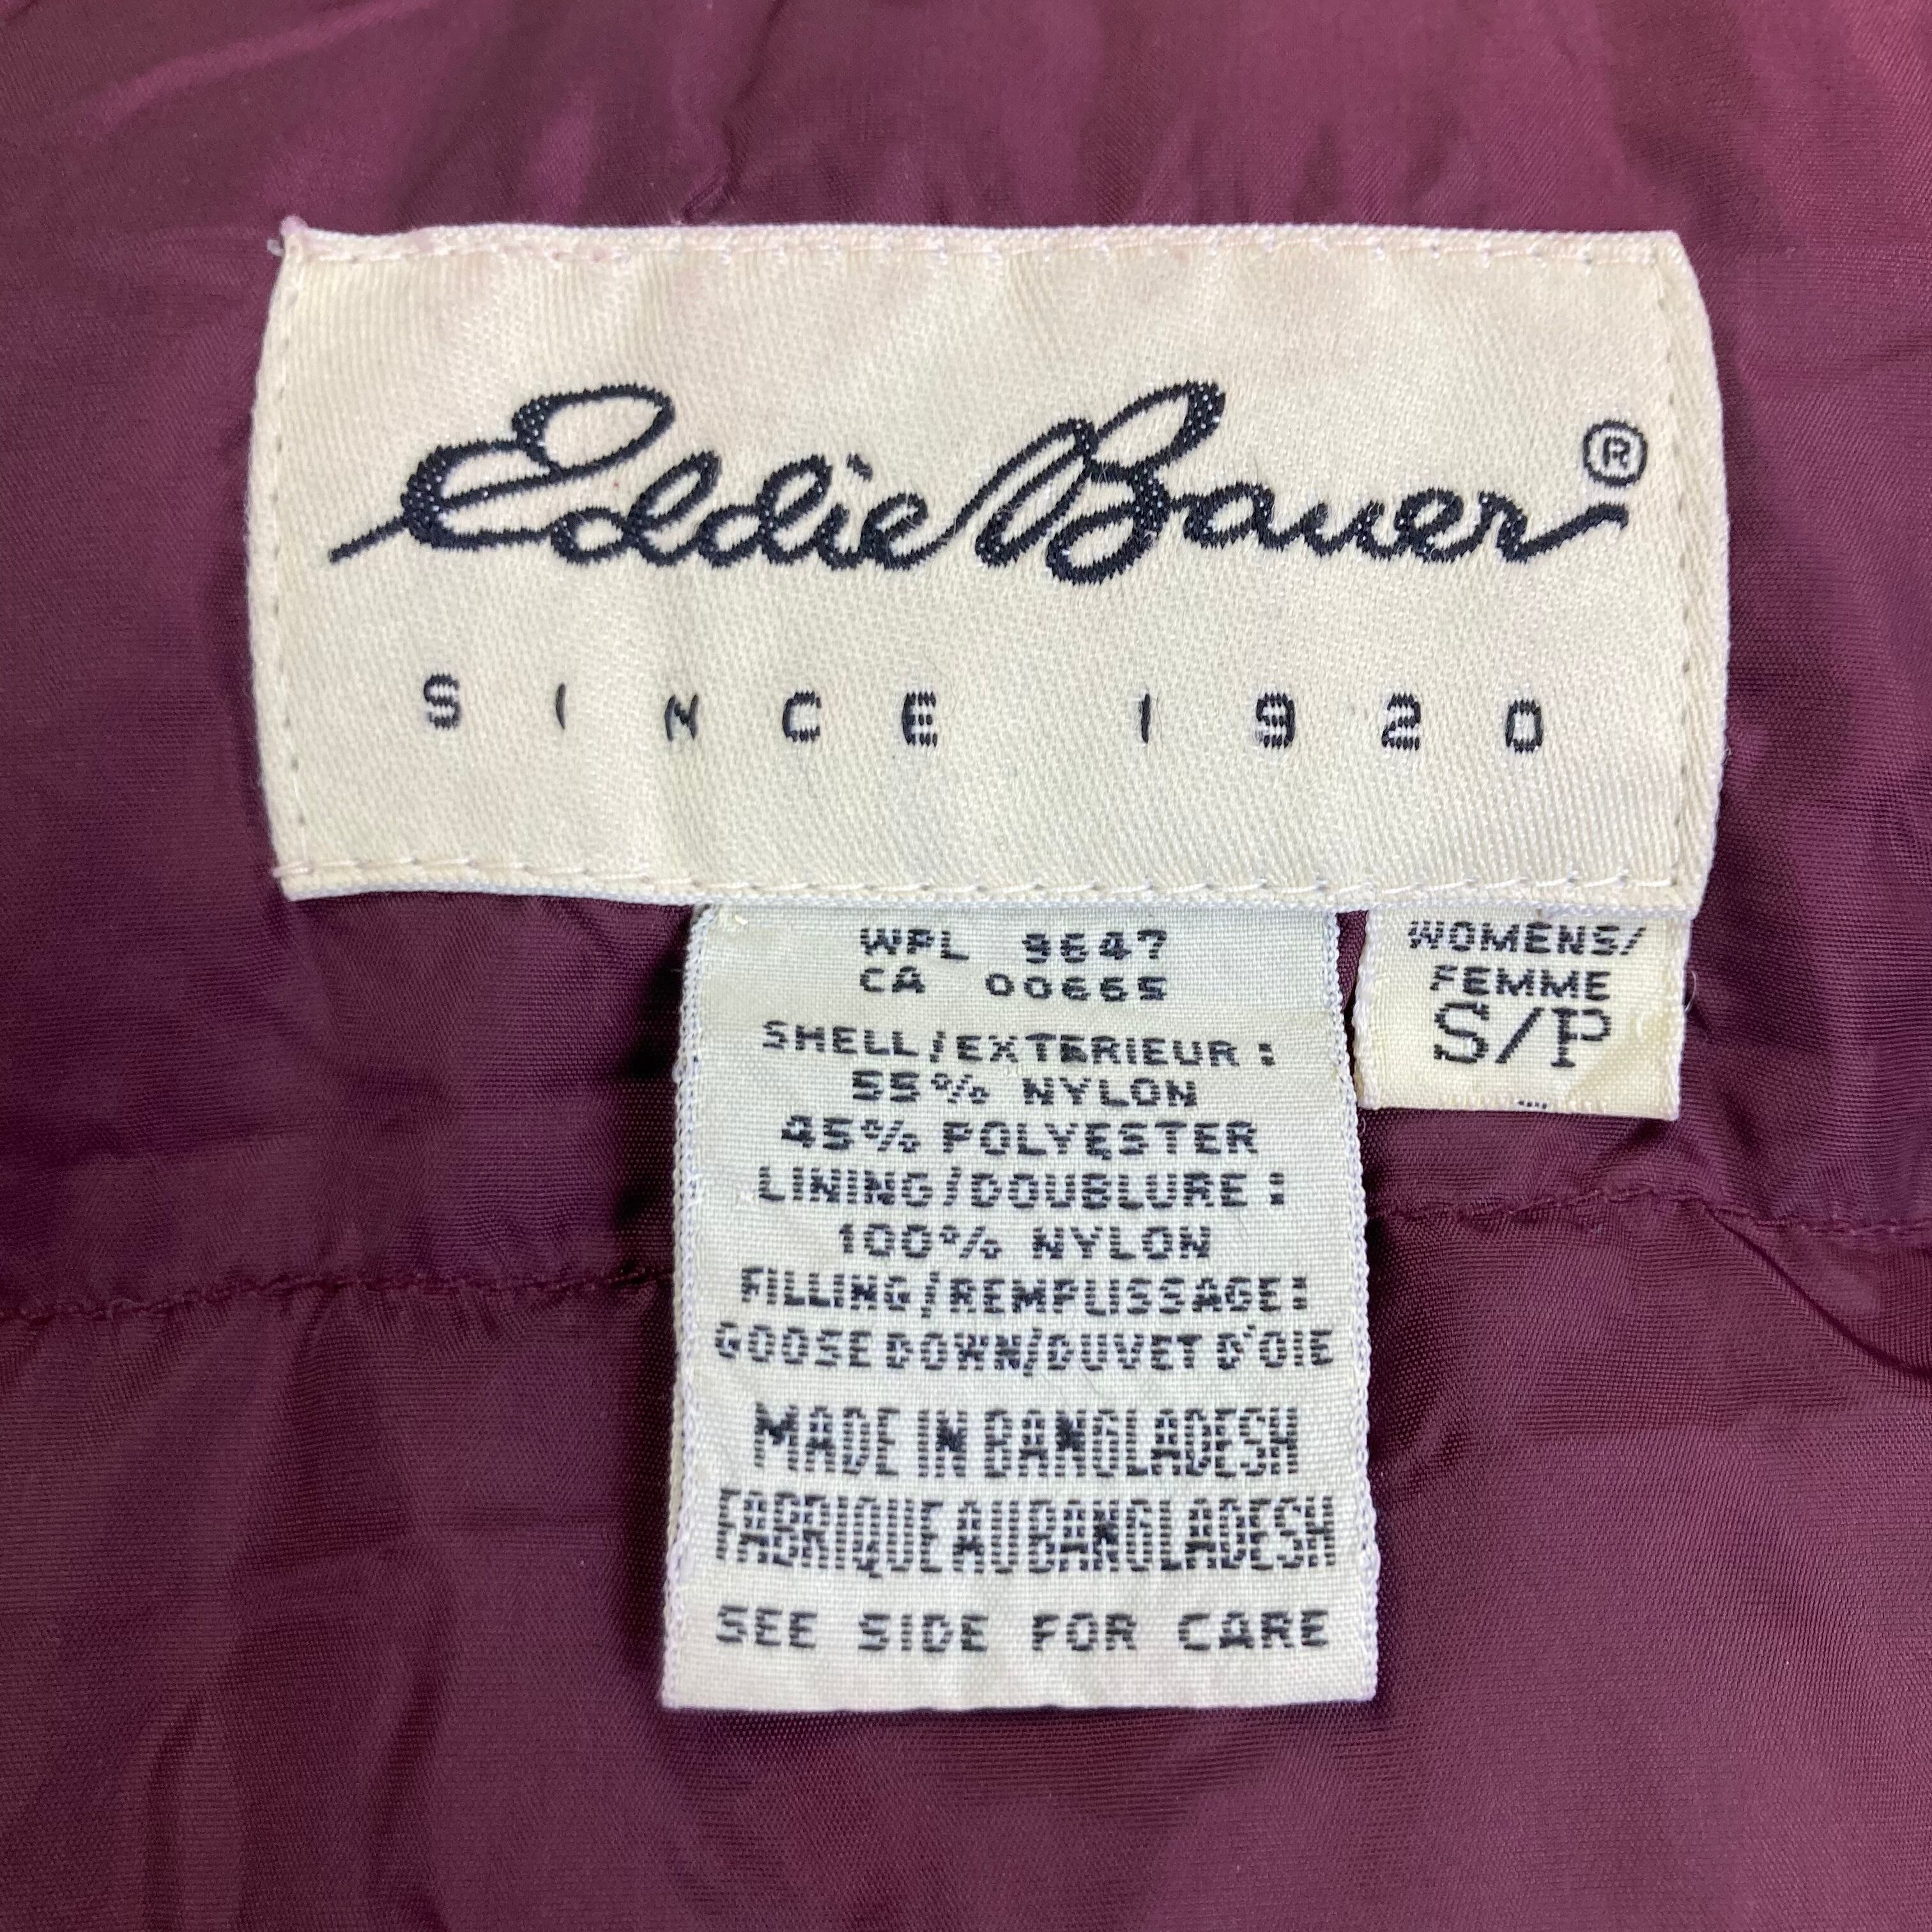 Eddie Bauer®
SINCE 1920
WPL 9647
CA 00665
SHELL/EXTERIEUR:
55% NYLON
45% POLYESTER
LINING/DOUBLURE:
100% NYLON
FILLING/REMPLISSAGE:
GOOSE DOWN/DUVET D'OIE
MADE IN BANGLADESH
FABRIQUE AU BANGLADESH
SEE SIDE FOR CARE
WOMENS/
FEMME
S/P